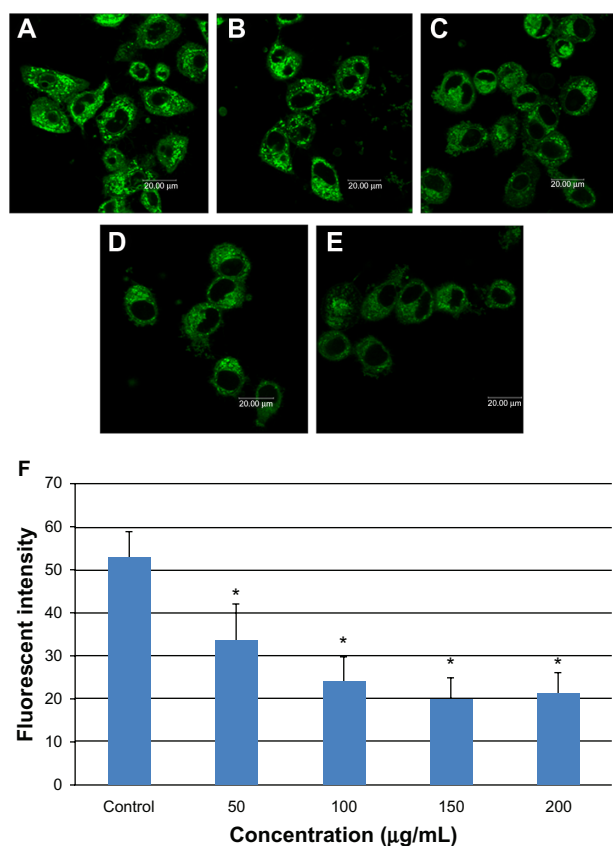 A
B
C
20.00 µm
20.00 µm
20.00 µm
D
E
20.00 µm
20.00 µm
F
70
60
50
40
30
20
10
0
Fluorescent intensity
*
*
*
*
Control 50 100 150 200
Concentration (µg/mL)